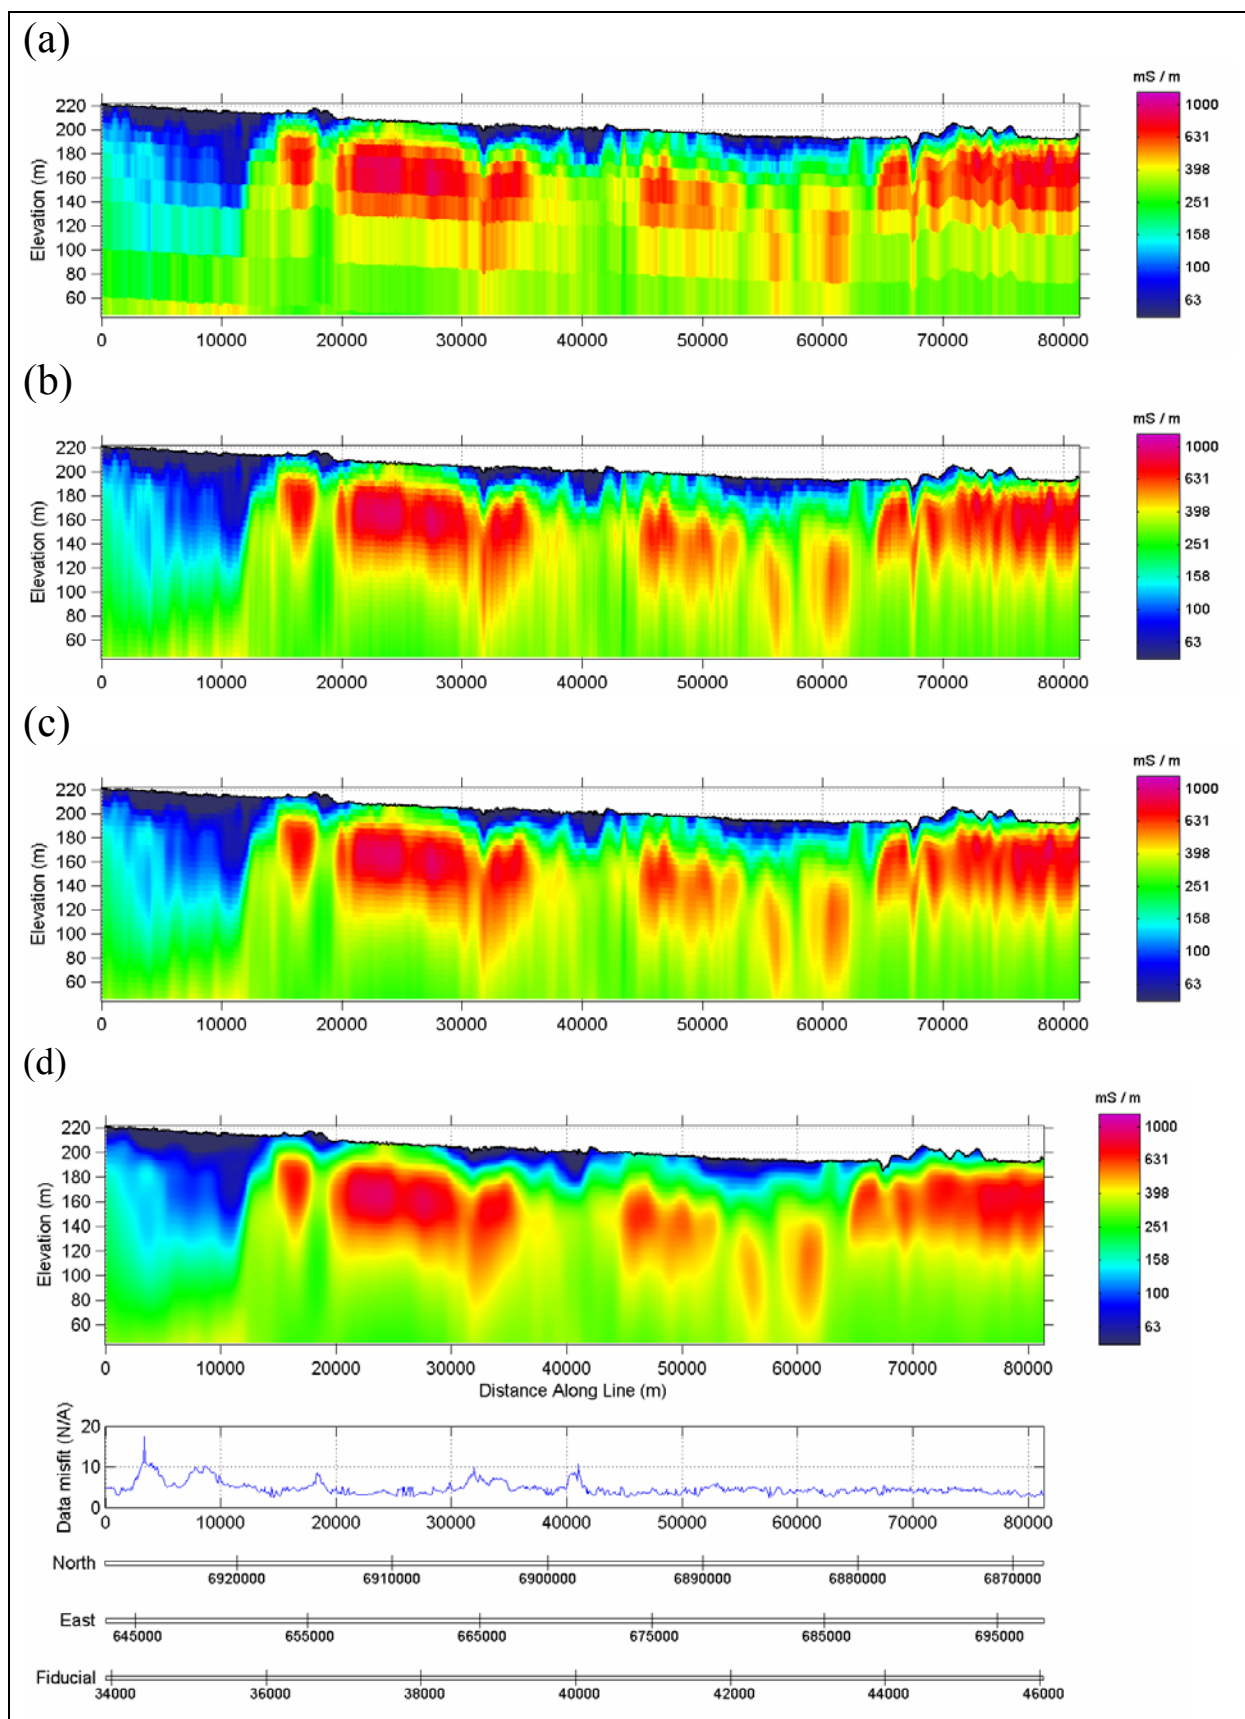 (a)
mS / m
Elevation (m)
220
200
180
160
140
120
100
80
60
0 10000 20000 30000 40000 50000 60000 70000 80000
1000
631
398
251
158
100
63
(b)
mS / m
Elevation (m)
220
200
180
160
140
120
100
80
60
0 10000 20000 30000 40000 50000 60000 70000 80000
1000
631
398
251
158
100
63
(c)
mS / m
Elevation (m)
220
200
180
160
140
120
100
80
60
0 10000 20000 30000 40000 50000 60000 70000 80000
1000
631
398
251
158
100
63
(d)
mS / m
Elevation (m)
220
200
180
160
140
120
100
80
60
0 10000 20000 30000 40000 50000 60000 70000 80000
Distance Along Line (m)
1000
631
398
251
158
100
63
Data misfit (N/A)
20
10
0
0 10000 20000 30000 40000 50000 60000 70000 80000
North
6920000 6910000 6900000 6890000 6880000 6870000
East
645000 655000 665000 675000 685000 695000
Fiducial
34000 36000 38000 40000 42000 44000 46000